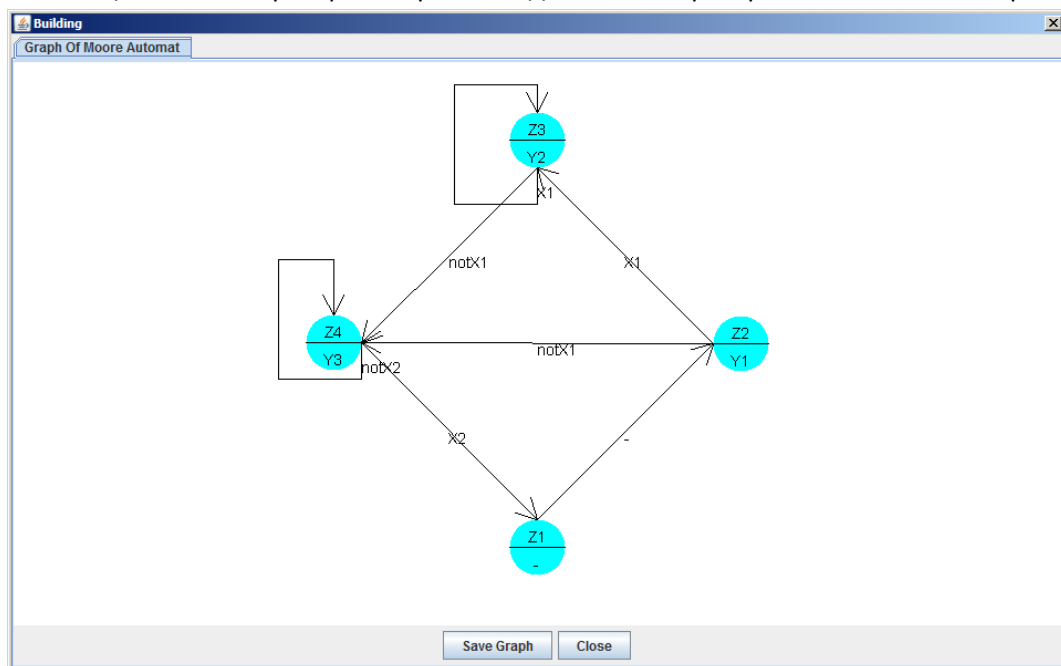 Building
Graph Of Moore Automat
Z3
Y2
X1
notX1
X1
Z4
Y3
notX2
notX1
Z2
Y1
X2
-
Z1
-
Save Graph
Close